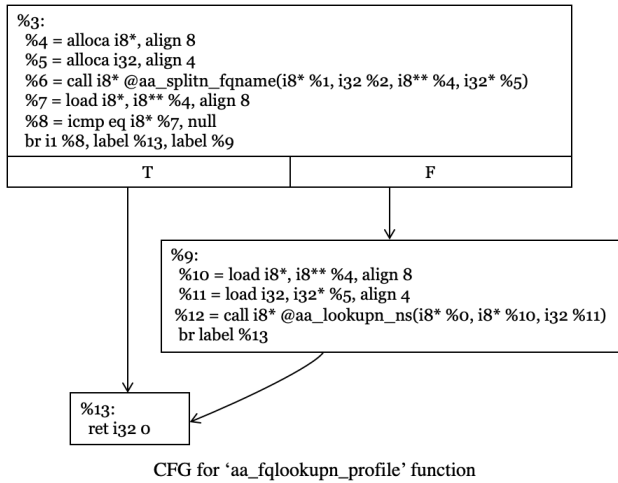 %3:
%4 = alloca i8*, align 8
%5 = alloca i32, align 4
%6 = call i8* @aa_splitn_fqname(i8* %1, i32 %2, i8** %4, i32* %5)
%7 = load i8*, i8** %4, align 8
%8 = icmp eq i8* %7, null
br i1 %8, label %13, label %9
T
F
%9:
%10 = load i8*, i8** %4, align 8
%11 = load i32, i32* %5, align 4
%12 = call i8* @aa_lookupn_ns(i8* %0, i8* %10, i32 %11)
br label %13
%13:
ret i32 0
CFG for ‘aa_fqlookupn_profile’ function